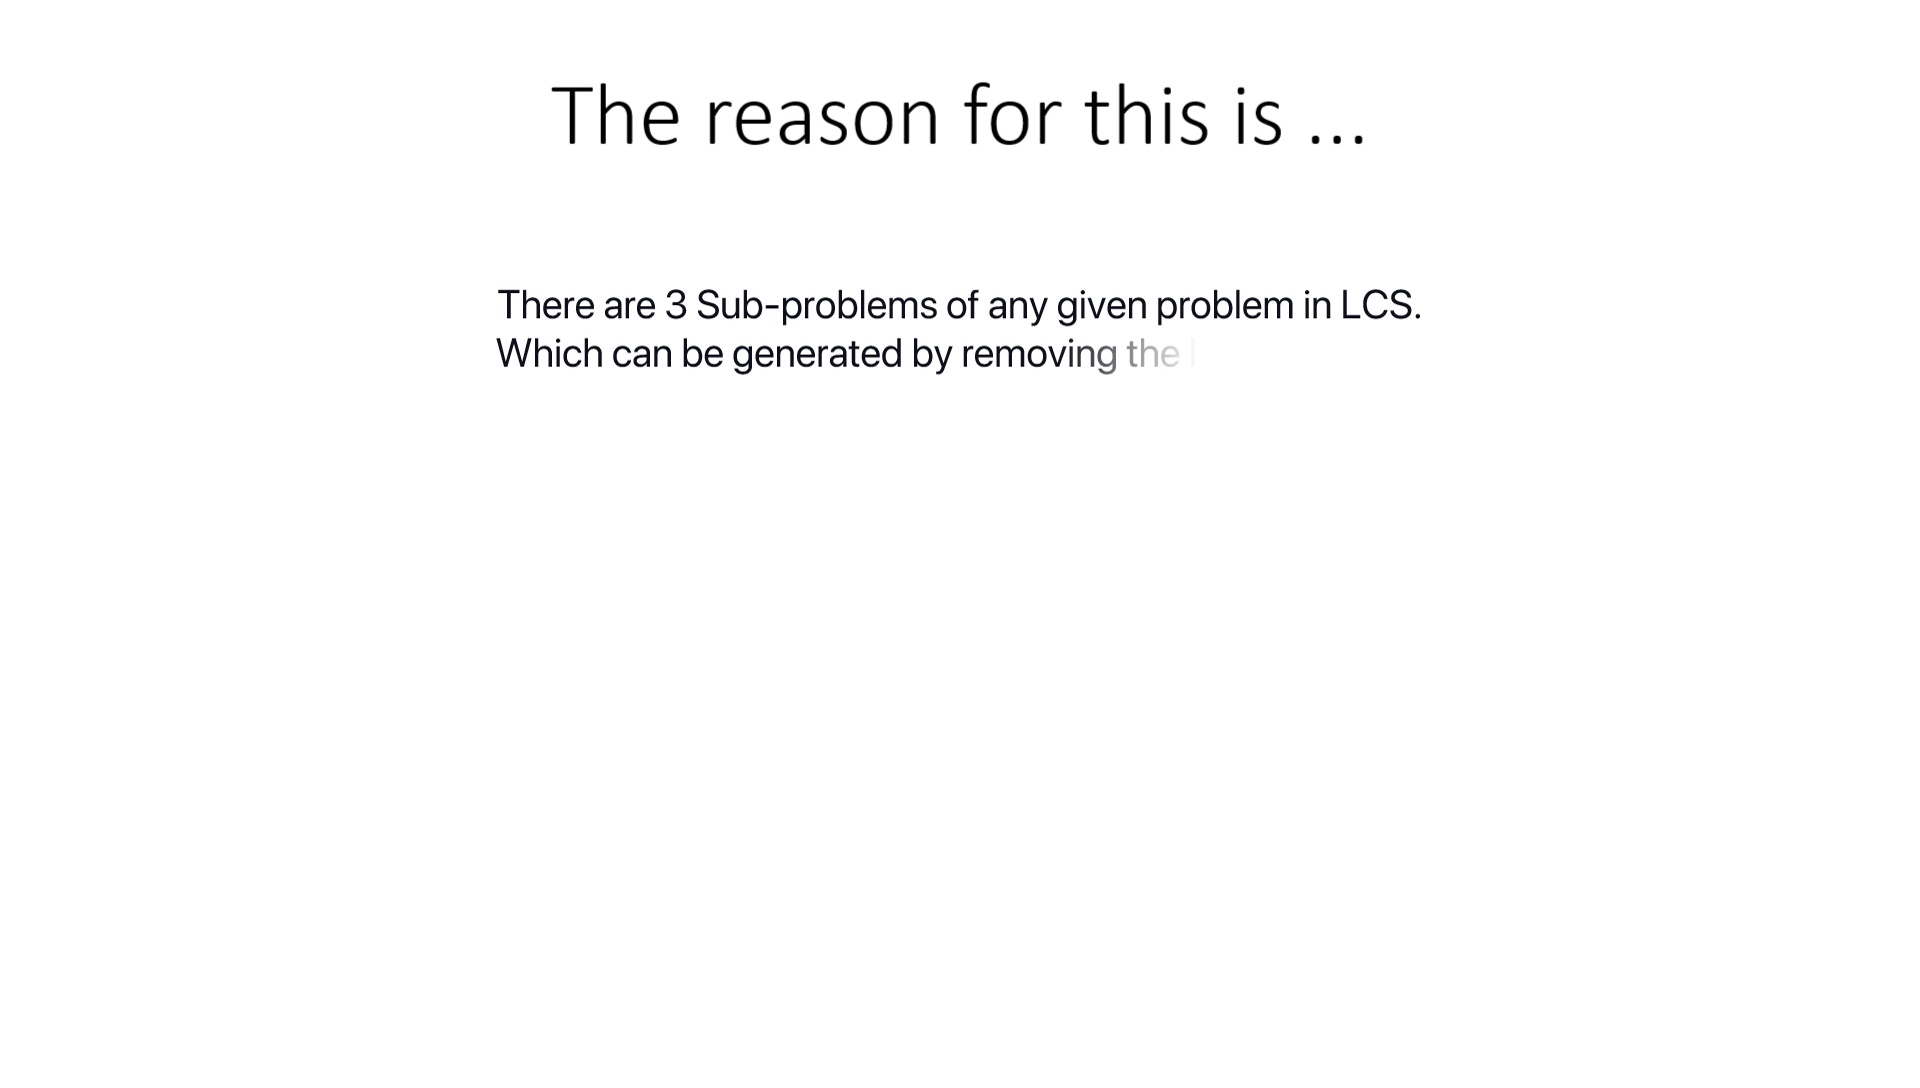 The reason for this is ...
There are 3 Sub-problems of any given problem in LCS.
Which can be generated by removing the